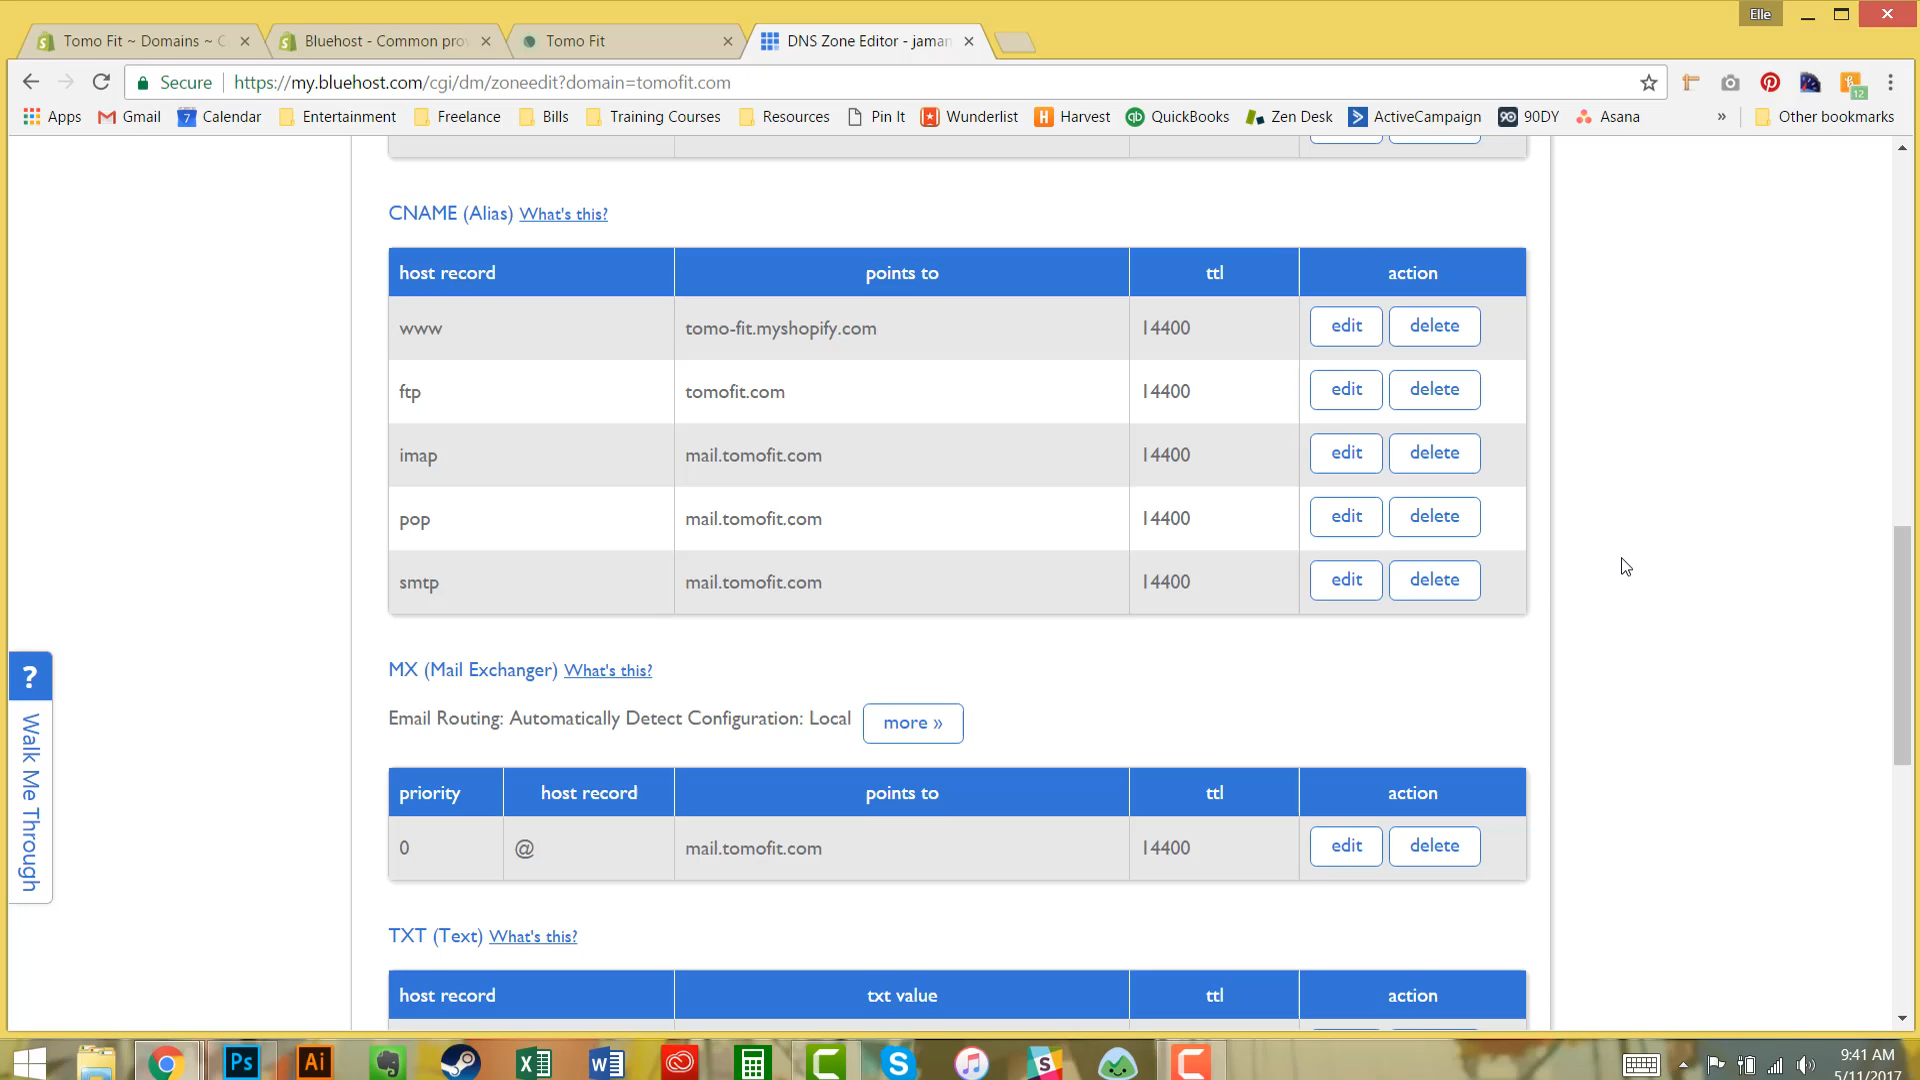 Elle
Tomo Fit ~ Domains ~ C
Bluehost - Common pro
Tomo Fit
DNS Zone Editor - jaman
Secure
https://my.bluehost.com/cgi/dm/zoneedit?domain=tomofit.com
12
Apps
Gmail
7
Calendar
Entertainment
Freelance
Bills
Training Courses
Resources
Pin It
Wunderlist
H
Harvest
qb
QuickBooks
Zen Desk
ActiveCampaign
90
90DY
Asana
»
Other bookmarks
CNAME (Alias) What's this?
host record points to ttl action
www tomo-fit.myshopify.com 14400 edit delete
ftp tomofit.com 14400 edit delete
imap mail.tomofit.com 14400 edit delete
pop mail.tomofit.com 14400 edit delete
smtp mail.tomofit.com 14400 edit delete
MX (Mail Exchanger) What's this?
Email Routing: Automatically Detect Configuration: Local more »
priority host record points to ttl action
0 @ mail.tomofit.com 14400 edit delete
TXT (Text) What's this?
host record txt value ttl action
?
Walk Me Through
Ps
Ai
9:41 AM
5/11/2017